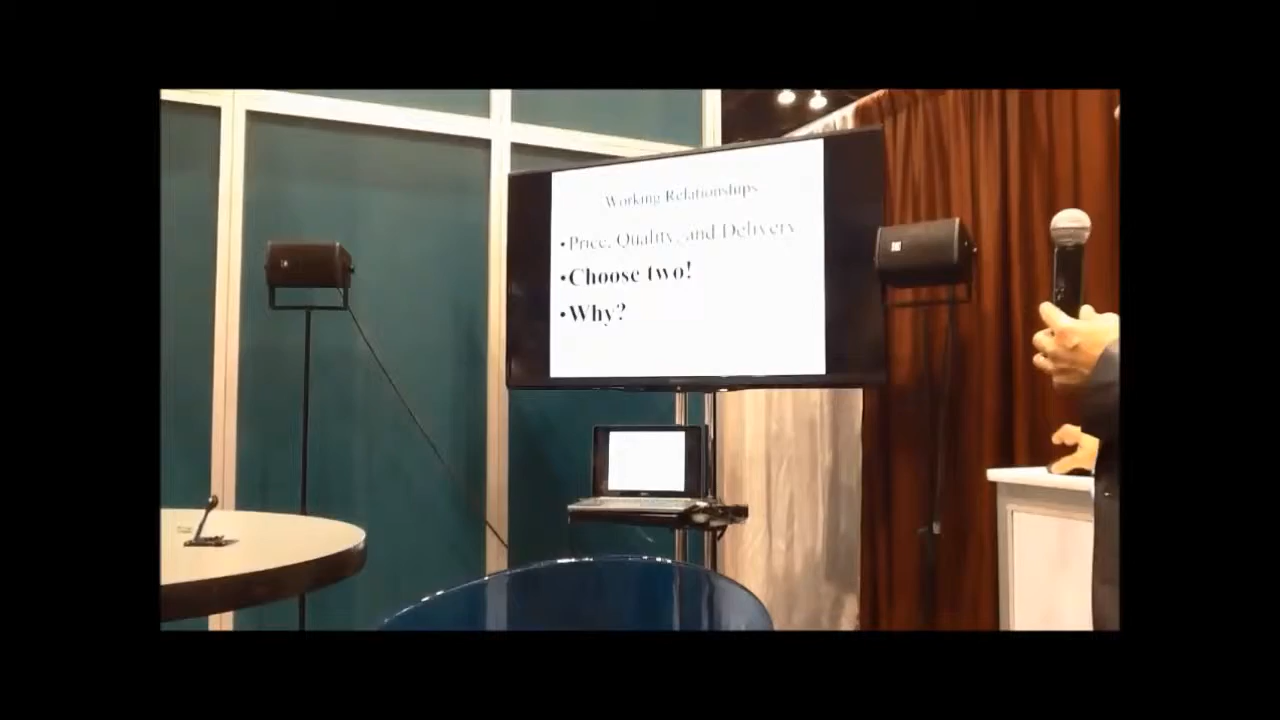 Working Relationships
•Price, Quality, and Delivery
•Choose two!
•Why?